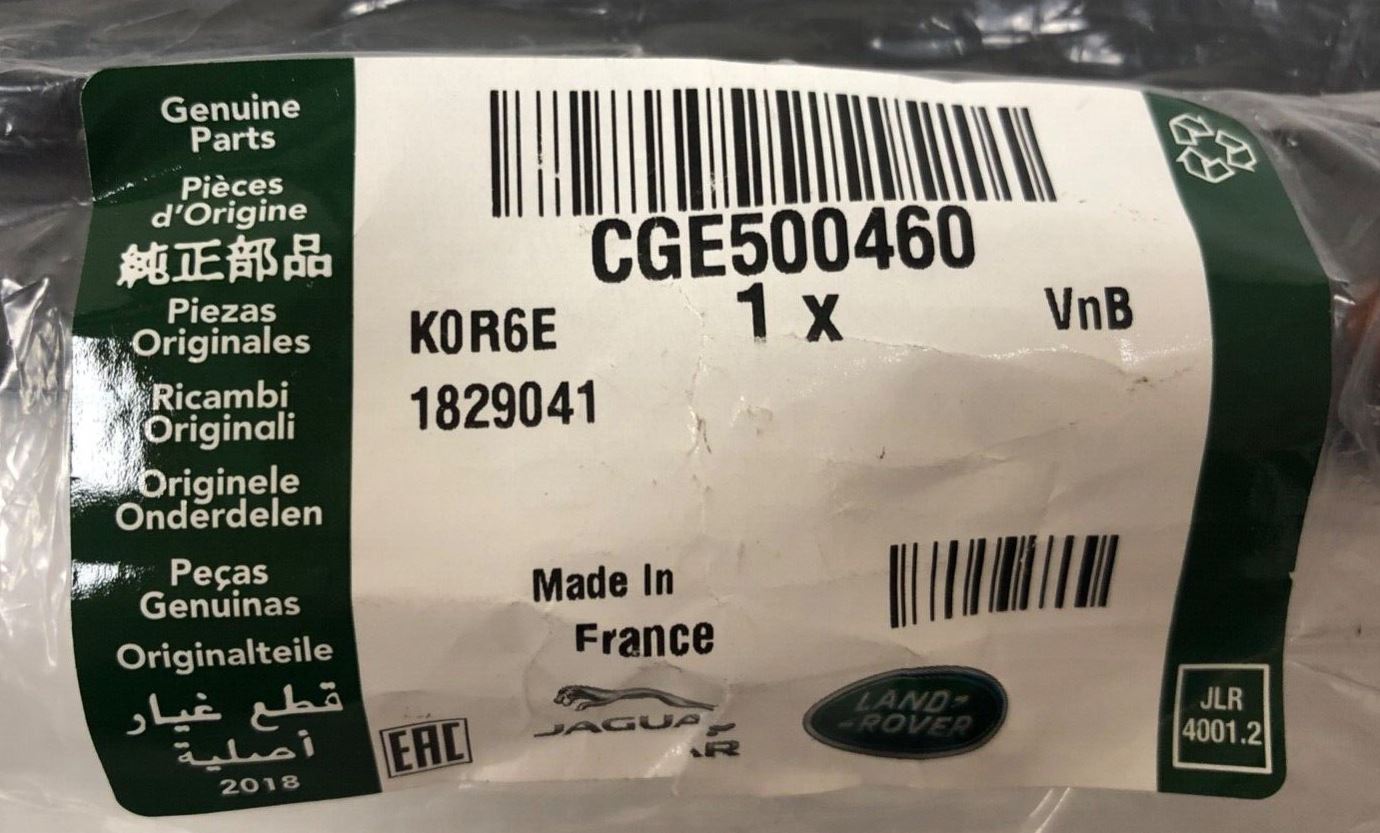 Genuine
Parts
Pièces
d'Origine
純正部品
Piezas
Originales
Ricambi
Originali
Originele
Onderdelen
Peças
Genuinas
Originalteile
قطع غيار
أصلية
2018
CGE500460
1 x
VnB
K0R6E
1829041
Made In
France
EAC
JAGUAR
LAND-
-ROVER
JLR
4001.2